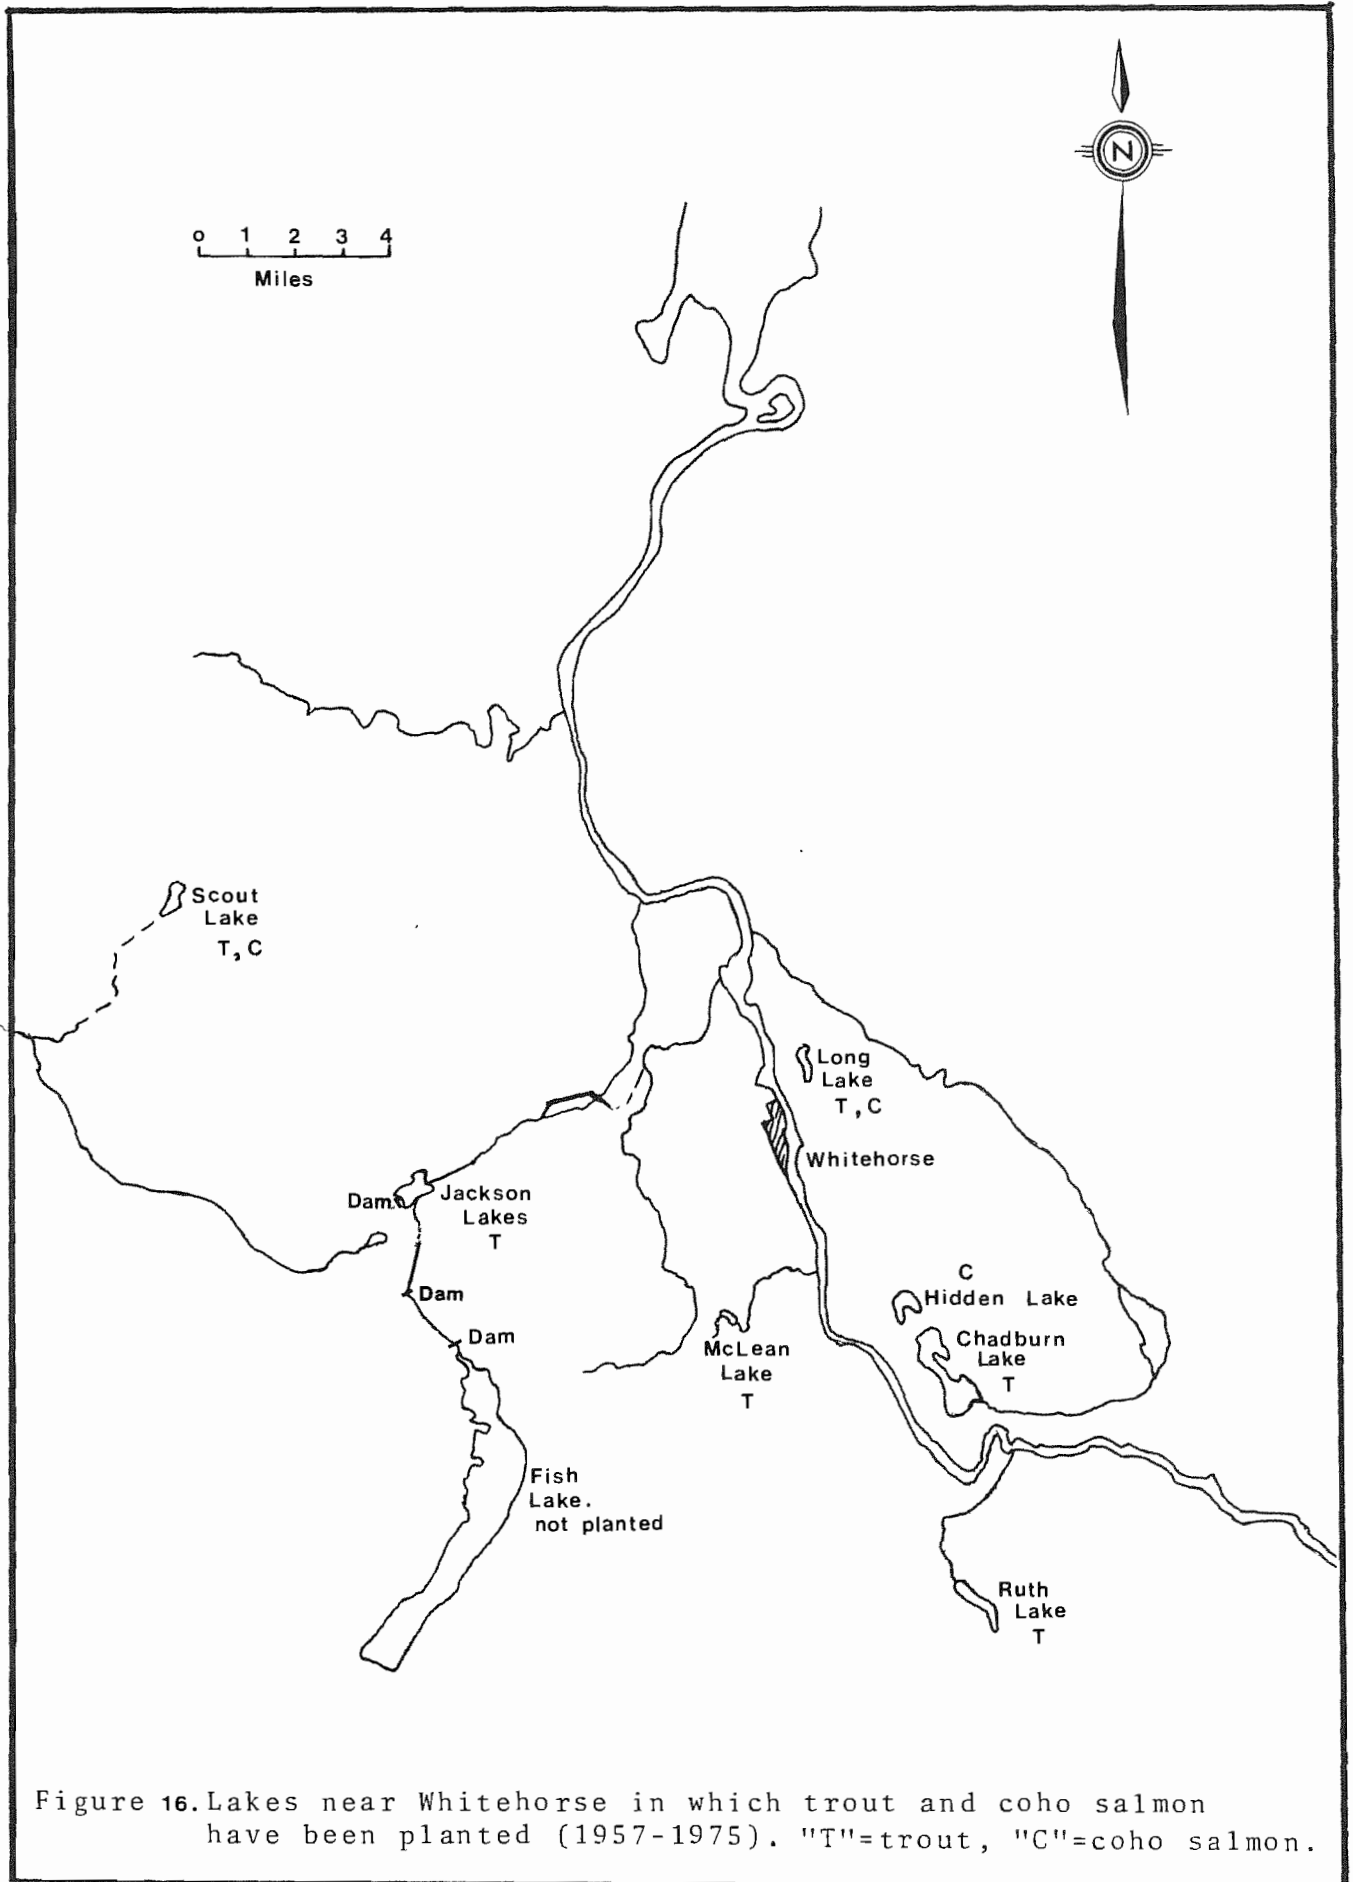 N
0 1 2 3 4
Miles
Scout
Lake
T, C
Long
Lake
T, C
Whitehorse
Dam
Jackson
Lakes
T
Dam
Dam
C
Hidden Lake
Chadburn
Lake
T
McLean
Lake
T
Fish
Lake.
not planted
Ruth
Lake
T
Figure 16. Lakes near Whitehorse in which trout and coho salmon
have been planted (1957-1975). "T"=trout, "C"=coho salmon.